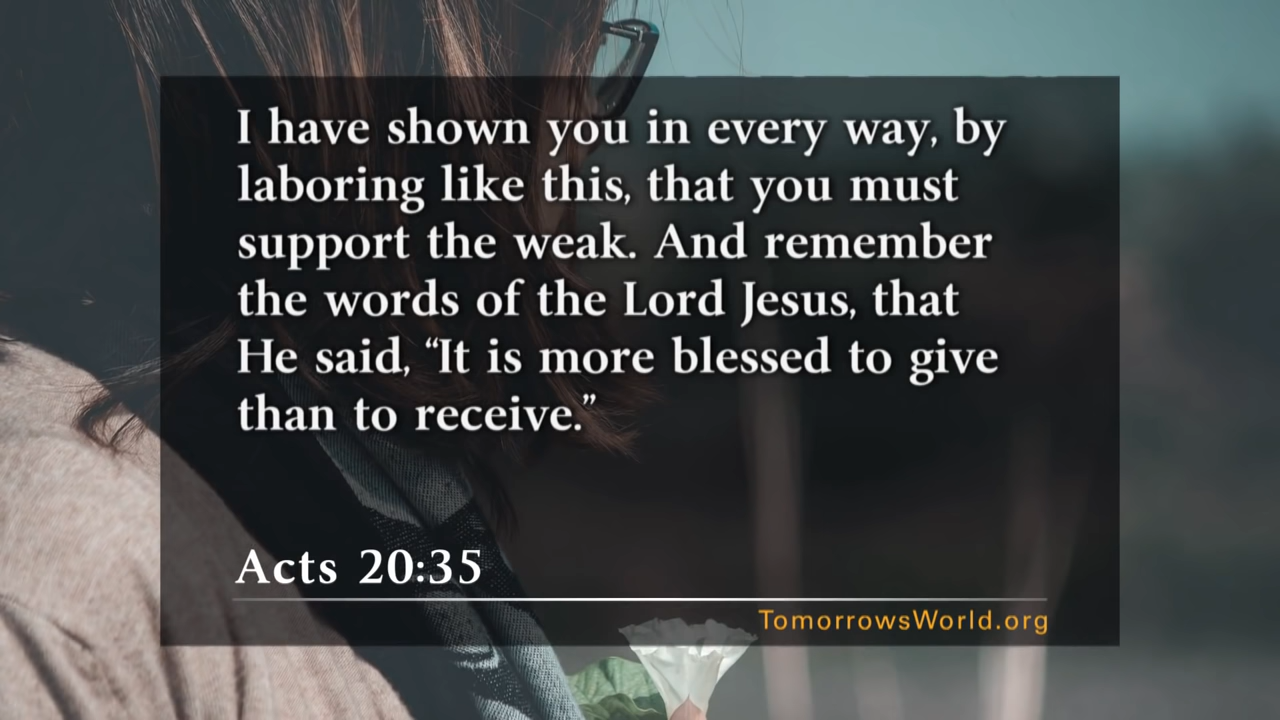 I have shown you in every way, by
laboring like this, that you must
support the weak. And remember
the words of the Lord Jesus, that
He said, “It is more blessed to give
than to receive.”
Acts 20:35
TomorrowsWorld.org